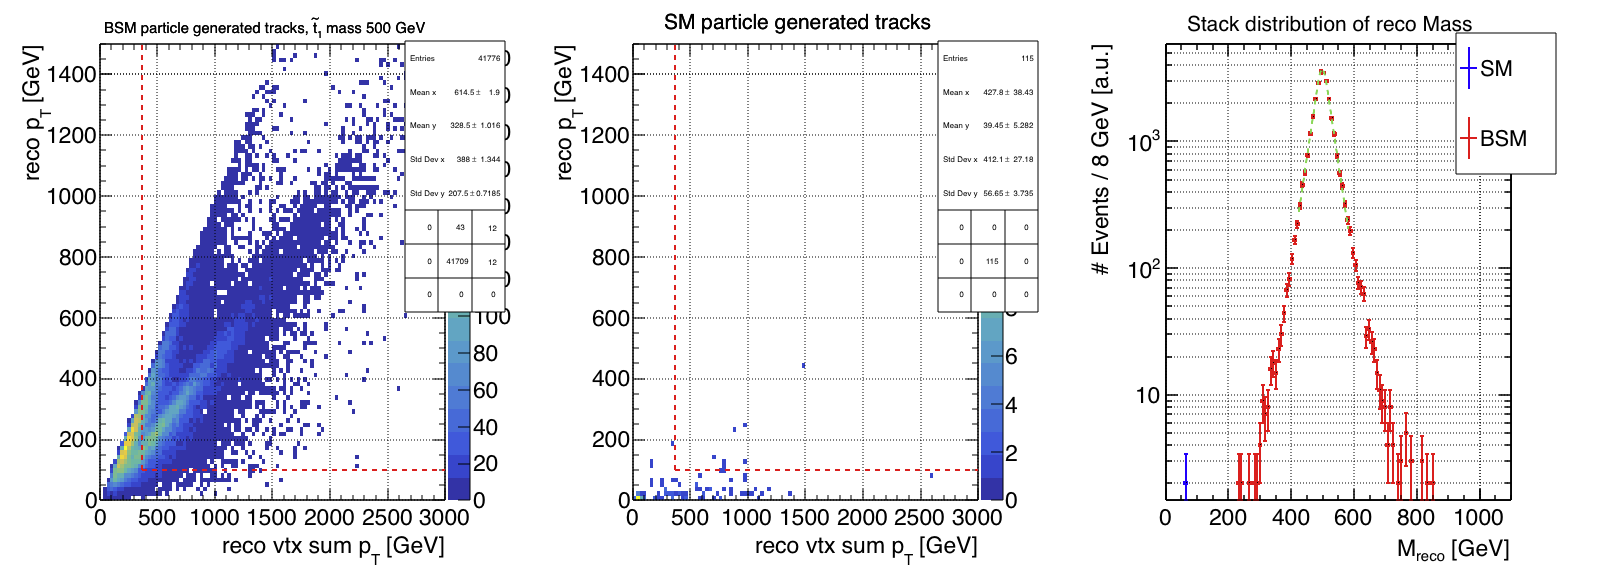 BSM particle generated tracks, t̃₁ mass 500 GeV
reco p_T [GeV]
1400
1200
1000
800
600
400
200
0
0 500 1000 1500 2000 2500 3000
reco vtx sum p_T [GeV]
Entries 41776
Mean x 614.5 ± 1.9
Mean y 328.5 ± 1.016
Std Dev x 388 ± 1.344
Std Dev y 207.5 ± 0.7185
0 43 12
0 41709 12
0 0 0
100
80
60
40
20
0
SM particle generated tracks
reco p_T [GeV]
1400
1200
1000
800
600
400
200
0
0 500 1000 1500 2000 2500 3000
reco vtx sum p_T [GeV]
Entries 115
Mean x 427.8 ± 38.43
Mean y 39.45 ± 5.282
Std Dev x 412.1 ± 27.18
Std Dev y 56.65 ± 3.735
0 0 0
0 115 0
0 0 0
6
4
2
0
Stack distribution of reco Mass
# Events / 8 GeV [a.u.]
10³
10²
10
0 200 400 600 800 1000
M_reco [GeV]
SM
BSM